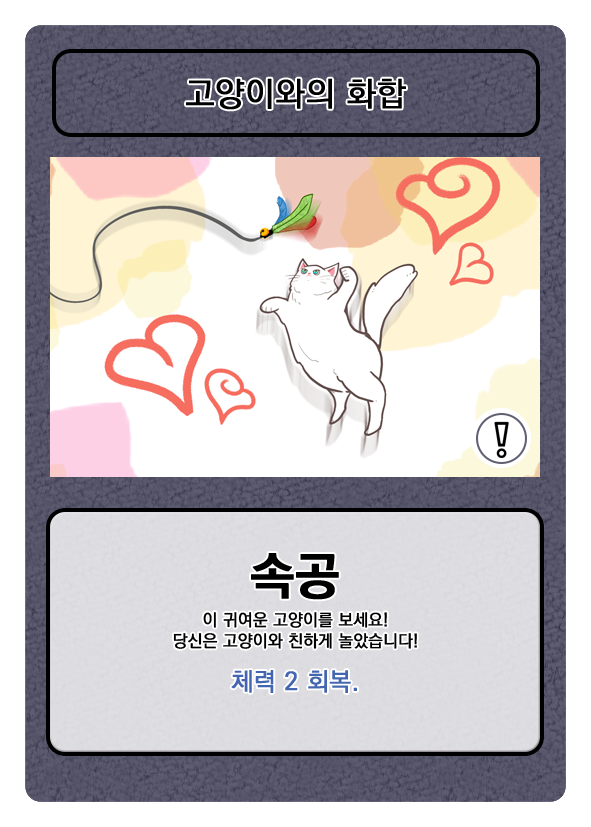 고양이와의 화합
!
속공
이 귀여운 고양이를 보세요!
당신은 고양이와 친하게 놀았습니다!
체력 2 회복.